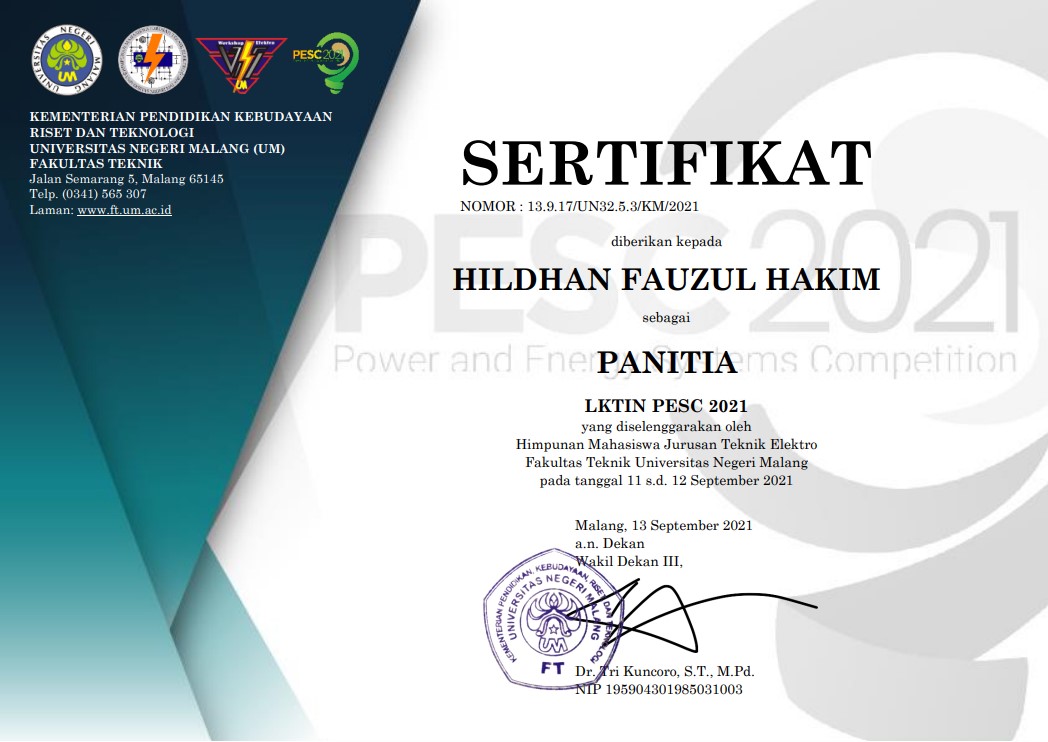 UNIVERSITAS NEGERI MALANG
UM
Workshop Elektro
UM
PESC 2021
KEMENTERIAN PENDIDIKAN KEBUDAYAAN
RISET DAN TEKNOLOGI
UNIVERSITAS NEGERI MALANG (UM)
FAKULTAS TEKNIK
Jalan Semarang 5, Malang 65145
Telp. (0341) 565 307
Laman: www.ft.um.ac.id
SERTIFIKAT
NOMOR : 13.9.17/UN32.5.3/KM/2021
diberikan kepada
PESC 2021
HILDHAN FAUZUL HAKIM
sebagai
Power and Energy Systems Competition
PANITIA
LKTIN PESC 2021
yang diselenggarakan oleh
Himpunan Mahasiswa Jurusan Teknik Elektro
Fakultas Teknik Universitas Negeri Malang
pada tanggal 11 s.d. 12 September 2021
Malang, 13 September 2021
a.n. Dekan
Wakil Dekan III,
KEMENTERIAN PENDIDIKAN, KEBUDAYAAN, RISET DAN TEKNOLOGI
UNIVERSITAS NEGERI MALANG
UM
FT
Dr. Tri Kuncoro, S.T., M.Pd.
NIP 195904301985031003